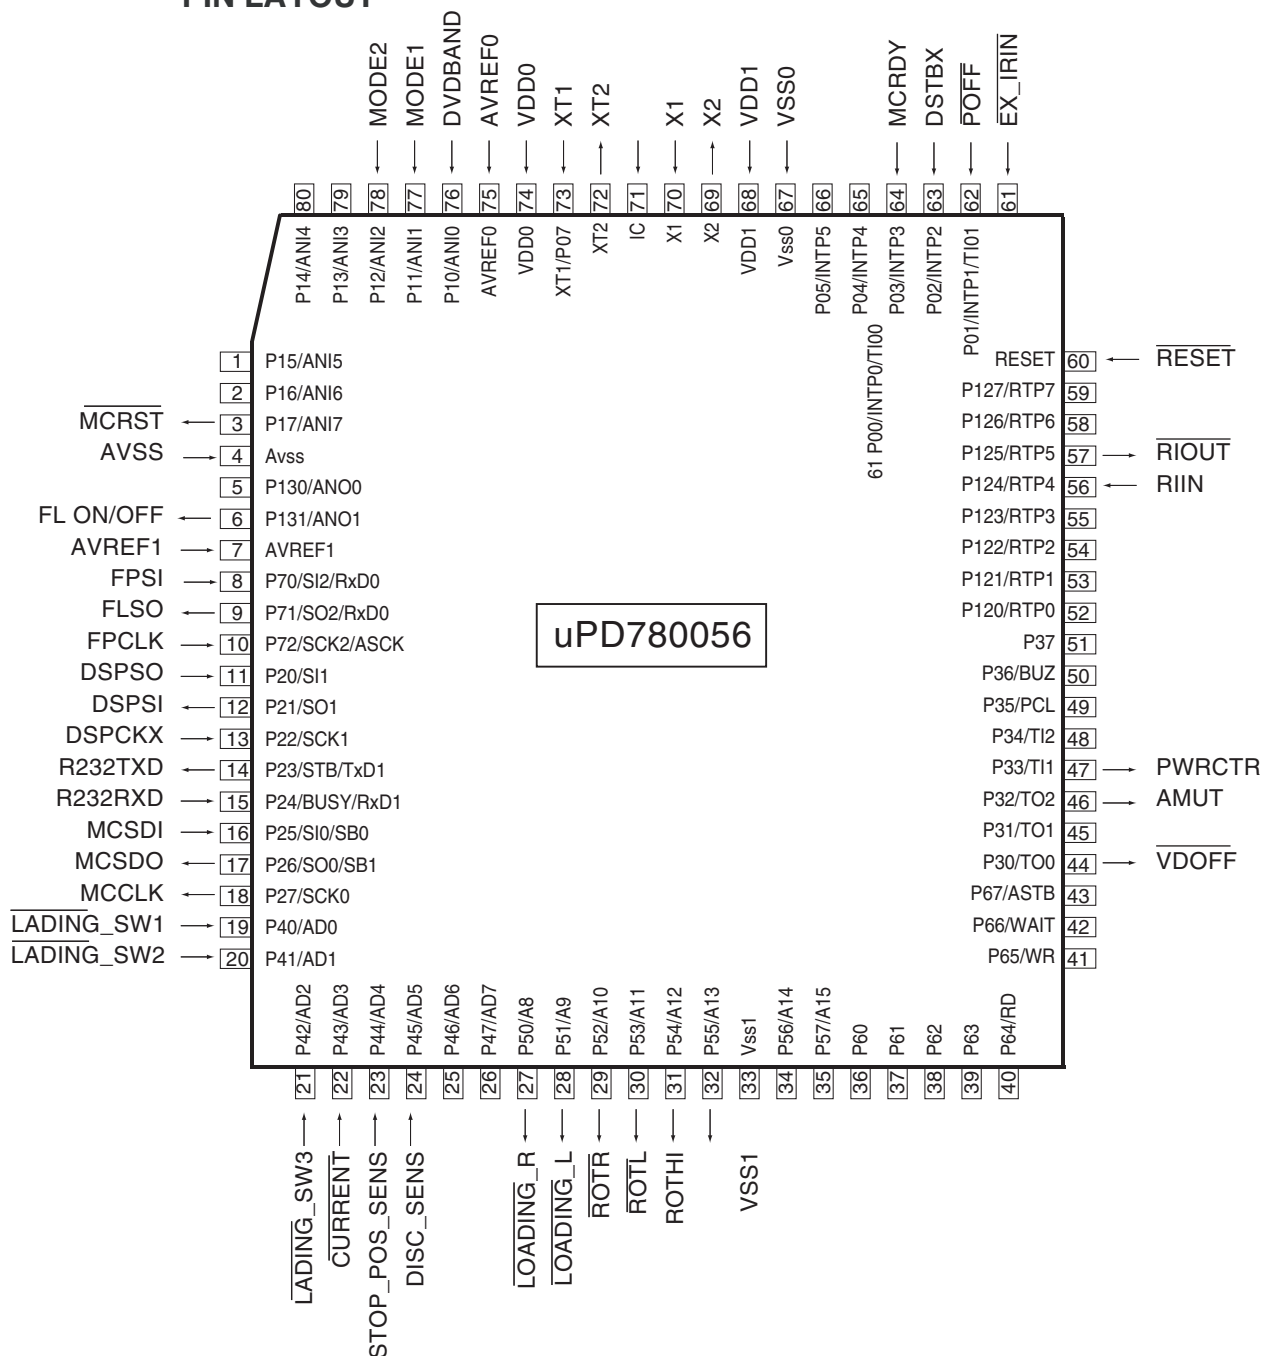 PIN LAYOUT
MODE2
MODE1
DVDBAND
AVREF0
VDD0
XT1
XT2
X1
X2
VDD1
VSS0
MCRDY
DSTBX
POFF
EX_IRIN
80
79
78
77
76
75
74
73
72
71
70
69
68
67
66
65
64
63
62
61
P14/ANI4
P13/ANI3
P12/ANI2
P11/ANI1
P10/ANI0
AVREF0
VDD0
XT1/P07
XT2
IC
X1
X2
VDD1
Vss0
P05/INTP5
P04/INTP4
P03/INTP3
P02/INTP2
P01/INTP1/TI01
61 P00/INTP0/TI00
1 P15/ANI5
2 P16/ANI6
MCRST 3 P17/ANI7
AVSS 4 Avss
5 P130/ANO0
FL ON/OFF 6 P131/ANO1
AVREF1 7 AVREF1
FPSI 8 P70/SI2/RxD0
FLSO 9 P71/SO2/RxD0
FPCLK 10 P72/SCK2/ASCK
DSPSO 11 P20/SI1
DSPSI 12 P21/SO1
DSPCKX 13 P22/SCK1
R232TXD 14 P23/STB/TxD1
R232RXD 15 P24/BUSY/RxD1
MCSDI 16 P25/SI0/SB0
MCSDO 17 P26/SO0/SB1
MCCLK 18 P27/SCK0
LADING_SW1 19 P40/AD0
LADING_SW2 20 P41/AD1
uPD780056
RESET 60 RESET
P127/RTP7 59
P126/RTP6 58
P125/RTP5 57 RIOUT
P124/RTP4 56 RIIN
P123/RTP3 55
P122/RTP2 54
P121/RTP1 53
P120/RTP0 52
P37 51
P36/BUZ 50
P35/PCL 49
P34/TI2 48
P33/TI1 47 PWRCTR
P32/TO2 46 AMUT
P31/TO1 45
P30/TO0 44 VDOFF
P67/ASTB 43
P66/WAIT 42
P65/WR 41
P42/AD2
P43/AD3
P44/AD4
P45/AD5
P46/AD6
P47/AD7
P50/A8
P51/A9
P52/A10
P53/A11
P54/A12
P55/A13
Vss1
P56/A14
P57/A15
P60
P61
P62
P63
P64/RD
21
22
23
24
25
26
27
28
29
30
31
32
33
34
35
36
37
38
39
40
LADING_SW3
CURRENT
STOP_POS_SENS
DISC_SENS
LOADING_R
LOADING_L
ROTR
ROTL
ROTHI
VSS1